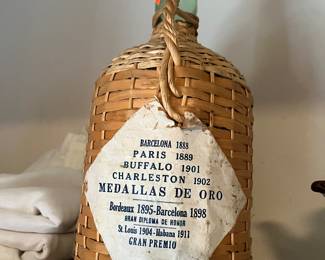 BARCELONA 1888
PARIS 1889
BUFFALO 1901
CHARLESTON 1902
MEDALLAS DE ORO
Bordeaux 1895-Barcelona 1898
GRAN DIPLOMA DE HONOR
St. Louis 1904-Habana 1911
GRAN PREMIO